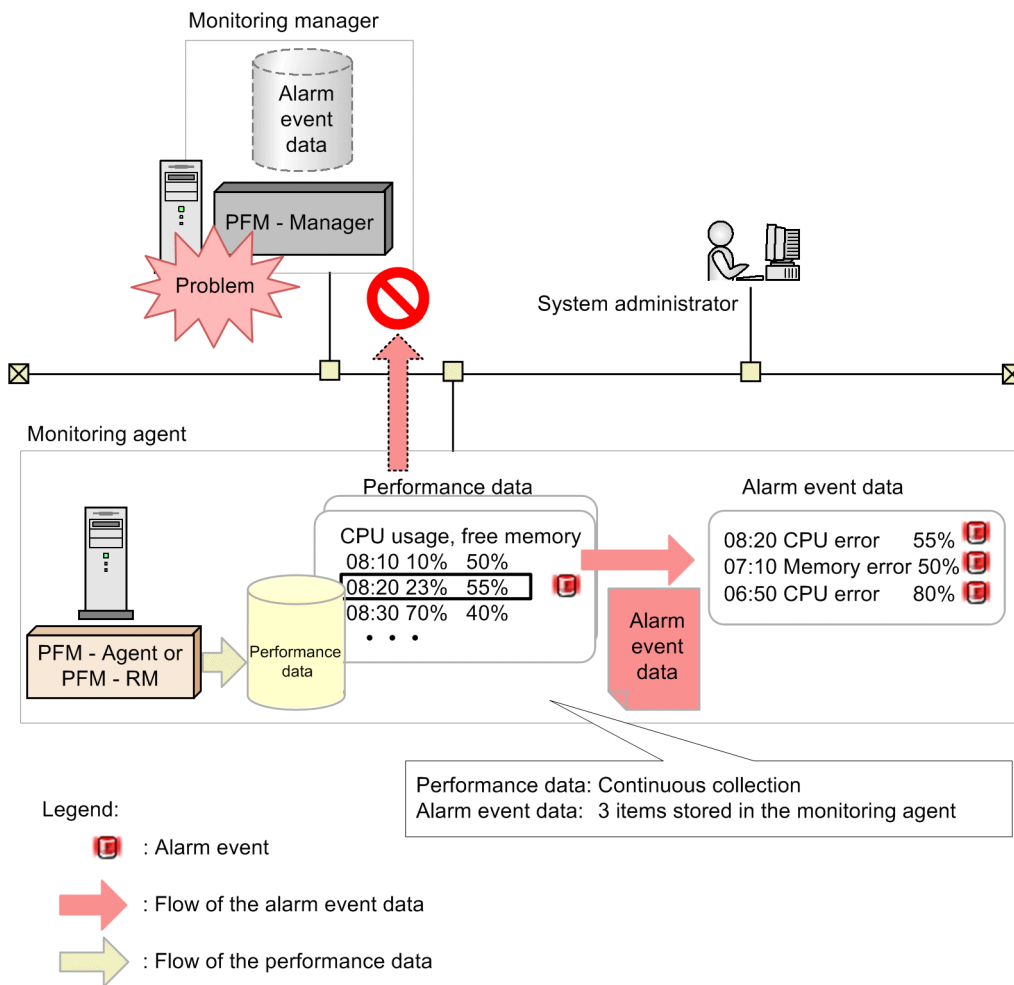 Monitoring manager
Alarm
event
data
PFM - Manager
Problem
System administrator
Monitoring agent
Performance data
Alarm event data
CPU usage, free memory
08:10 10% 50%
08:20 23% 55%
08:30 70% 40%
• • •
08:20 CPU error 55%
07:10 Memory error 50%
06:50 CPU error 80%
PFM - Agent or
PFM - RM
Performance
data
Alarm
event
data
Performance data: Continuous collection
Alarm event data: 3 items stored in the monitoring agent
Legend:
: Alarm event
: Flow of the alarm event data
: Flow of the performance data